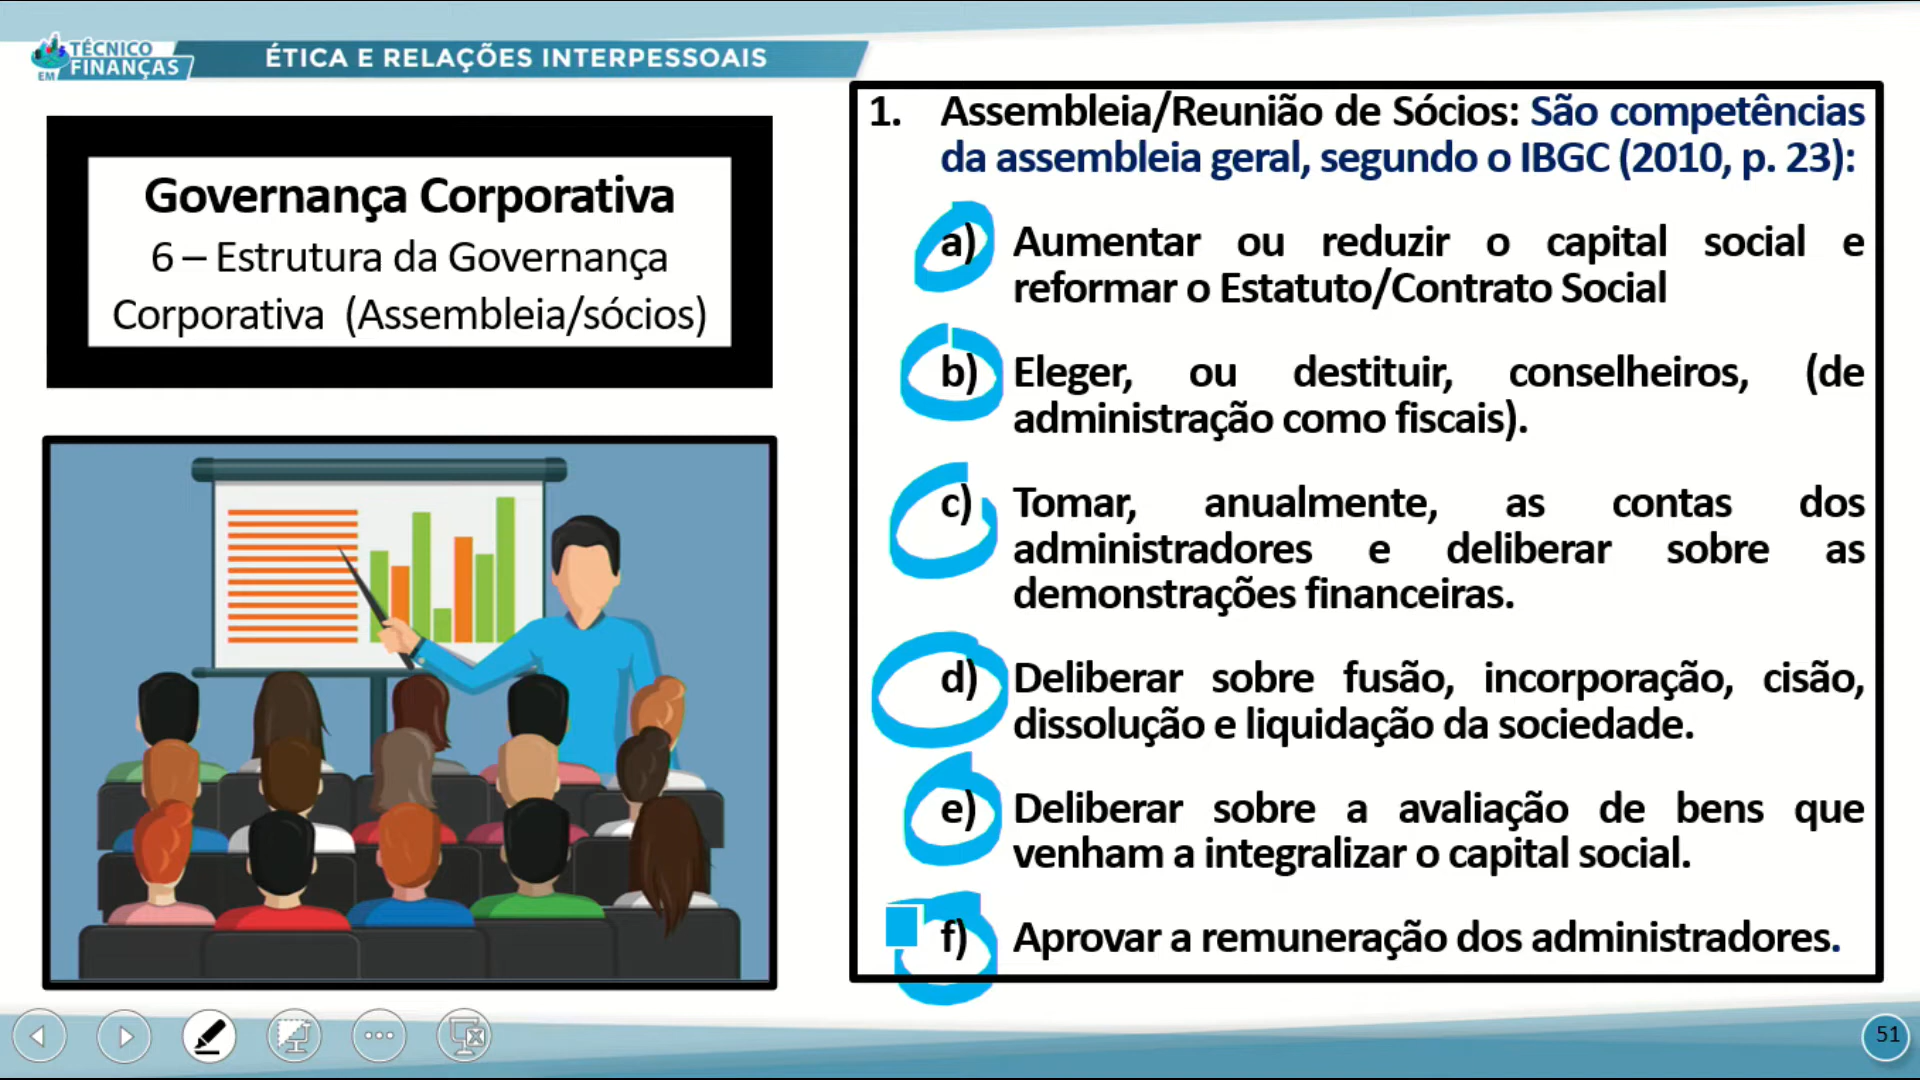 TÉCNICO
EM FINANÇAS
ÉTICA E RELAÇÕES INTERPESSOAIS
Governança Corporativa
6 – Estrutura da Governança
Corporativa (Assembleia/sócios)
1. Assembleia/Reunião de Sócios: São competências
da assembleia geral, segundo o IBGC (2010, p. 23):
a) Aumentar ou reduzir o capital social e
reformar o Estatuto/Contrato Social
b) Eleger, ou destituir, conselheiros, (de
administração como fiscais).
c) Tomar, anualmente, as contas dos
administradores e deliberar sobre as
demonstrações financeiras.
d) Deliberar sobre fusão, incorporação, cisão,
dissolução e liquidação da sociedade.
e) Deliberar sobre a avaliação de bens que
venham a integralizar o capital social.
f) Aprovar a remuneração dos administradores.
51